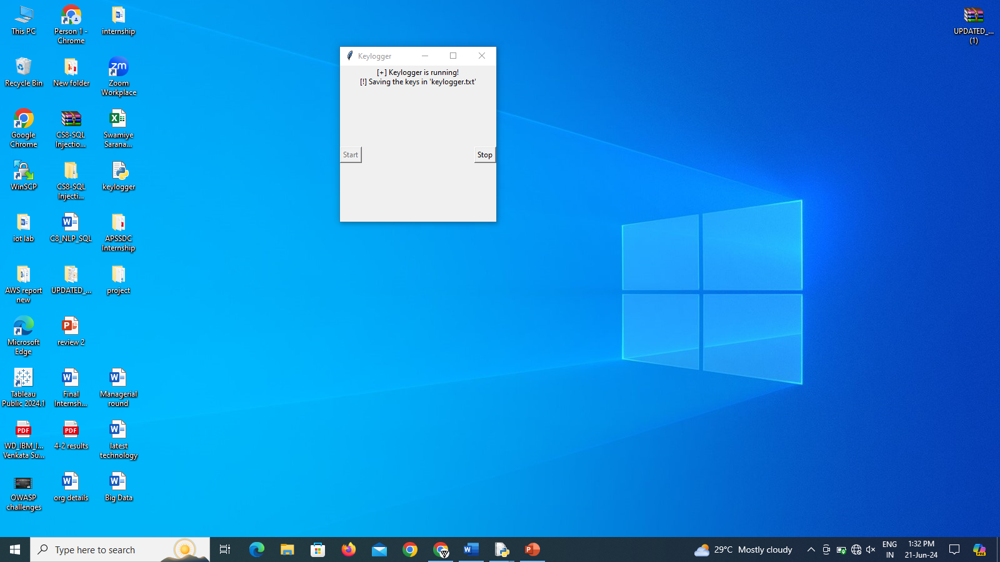 This PC
Person 1 -
Chrome
internship
Recycle Bin
New folder
Zoom
Workplace
Google
Chrome
CS8-SQL
Injectio...
Swamiye
Sarana...
WinSCP
CS8-SQL
Injecti...
keylogger
iot lab
C8_NLP_SQL
APSSDC
Internship
AWS report
new
UPDATED_...
project
Microsoft
Edge
review 2
Tableau
Public 2024.1
Final
Internsh...
Managerial
round
WD_IBM_I...
Venkata Su...
4-2 results
latest
technology
OWASP
challenges
org details
Big Data
Keylogger
[+] Keylogger is running!
[!] Saving the keys in 'keylogger.txt'
Start
Stop
UPDATED_...
(1)
zm
PDF
PDF
Type here to search
29°C Mostly cloudy
ENG
IN
1:32 PM
21-Jun-24
PRE